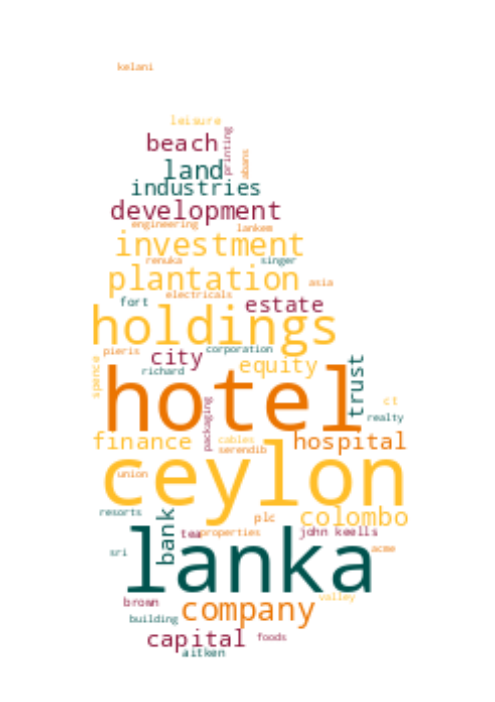 kelani
leisure
beach
printing
abans
land
industries
development
engineering
lankem
investment
renuka
singer
plantation
asia
electricals
fort
estate
holdings
pieris
city
corporation
spence
richard
equity
trust
hotel
ct
realty
packaging
finance
cables
serendib
hospital
union
ceylon
resorts
bank
plc
colombo
tea
properties
john keells
sri
lanka
acme
brown
company
valley
building
capital
foods
aitken